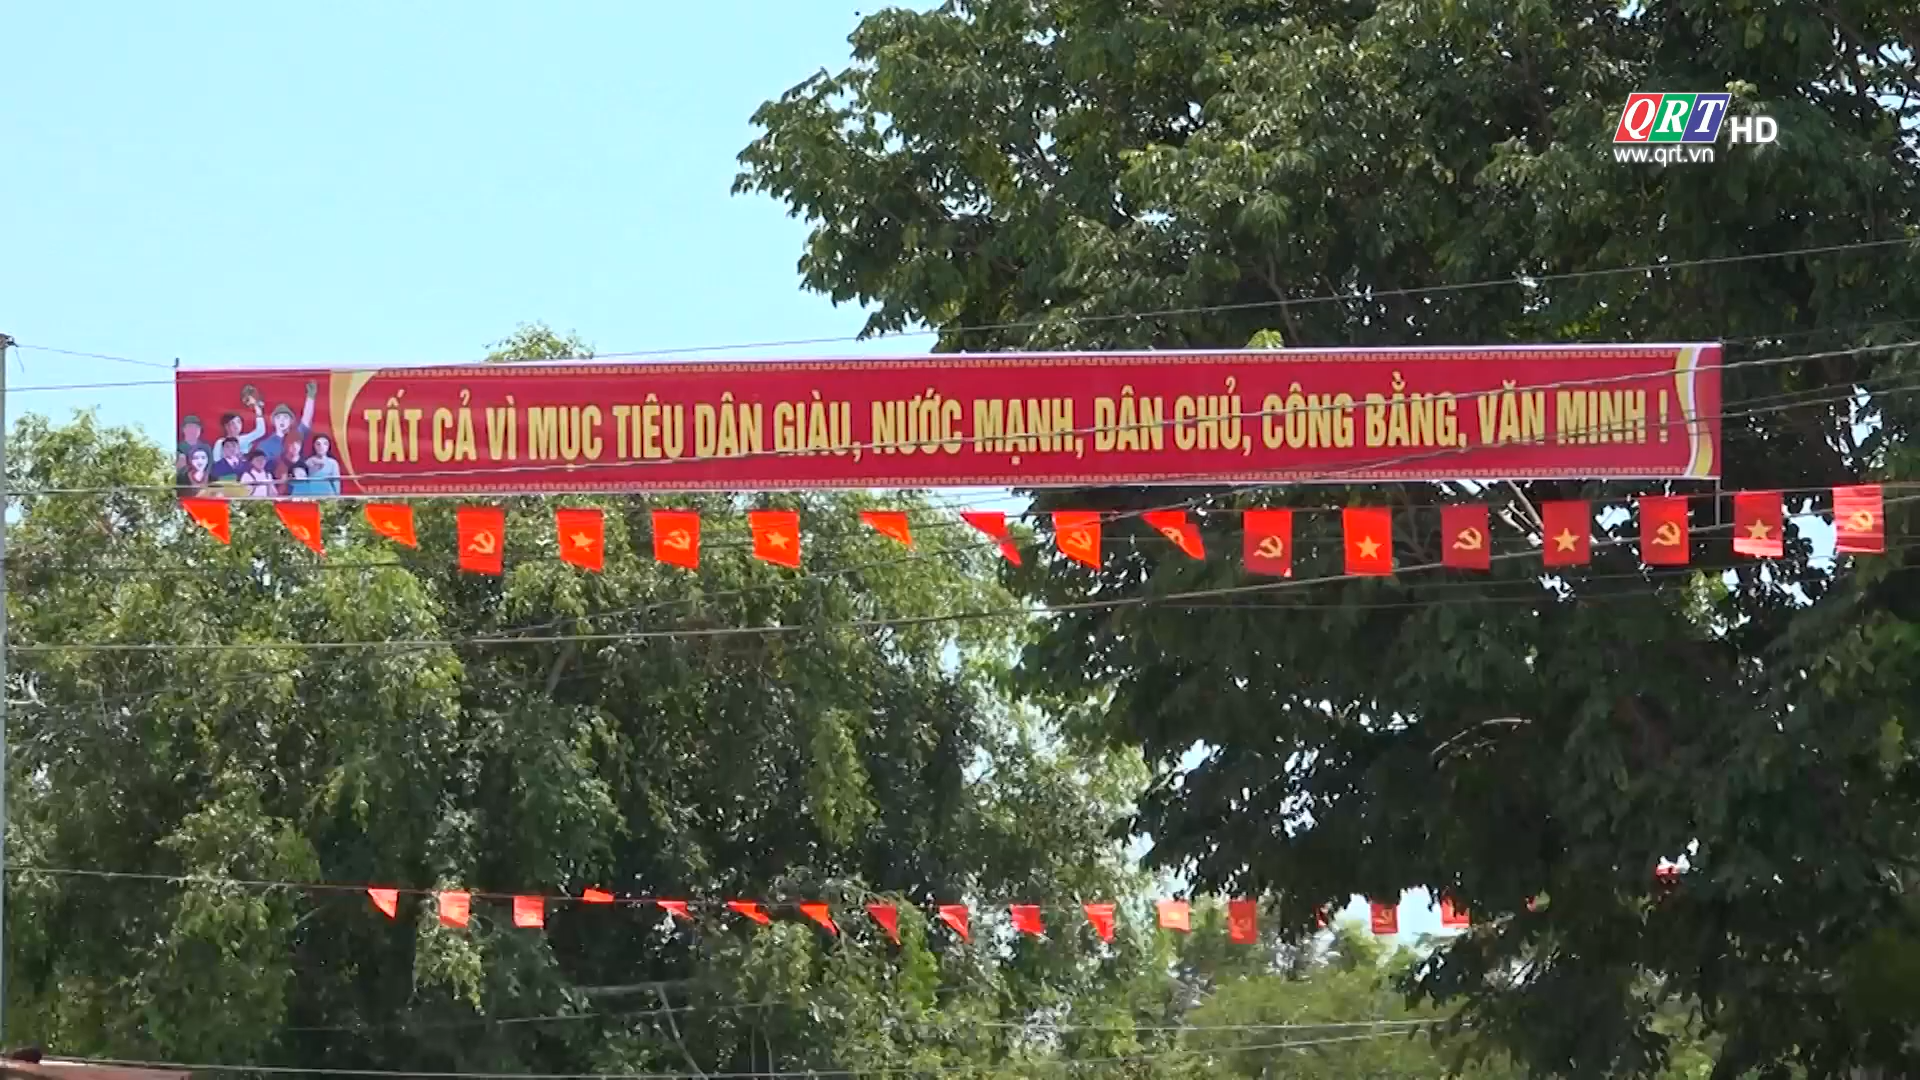 QRT HD
ww.qrt.vn
TẤT CẢ VÌ MỤC TIÊU DÂN GIÀU, NƯỚC MẠNH, DÂN CHỦ, CÔNG BẰNG, VĂN MINH !